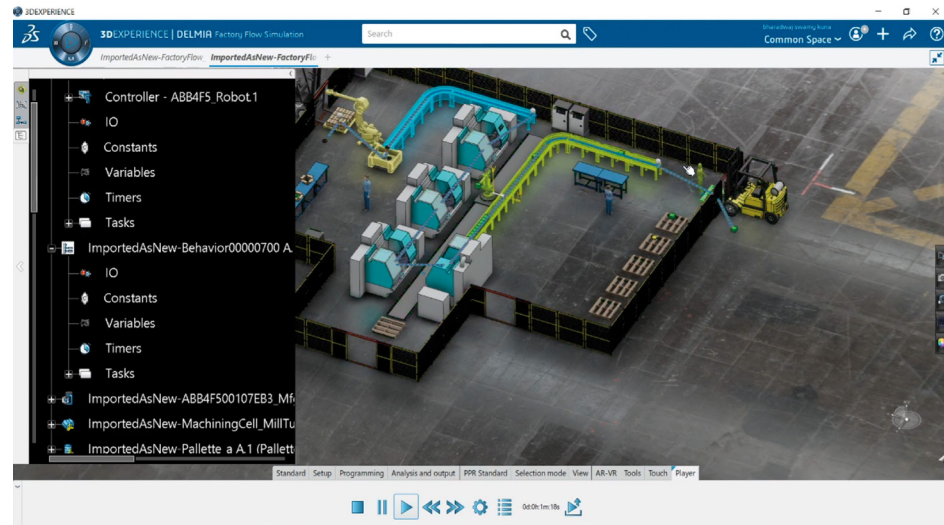 3DEXPERIENCE
3DEXPERIENCE | DELMIA Factory Flow Simulation
Search
Common Space
ImportedAsNew-FactoryFlow_
ImportedAsNew-FactoryFlo
Controller - ABB4F5_Robot.1
IO
Constants
Variables
Timers
Tasks
ImportedAsNew-Behavior00000700 A.
IO
Constants
Variables
Timers
Tasks
ImportedAsNew-ABB4F500107EB3_Mf
ImportedAsNew-MachiningCell_MillTu
ImportedAsNew-Pallette_a A.1 (Pallett
Standard Setup Programming Analysis and output PPR Standard Selection mode View AR-VR Tools Touch Player
0d:0h:1m:18s